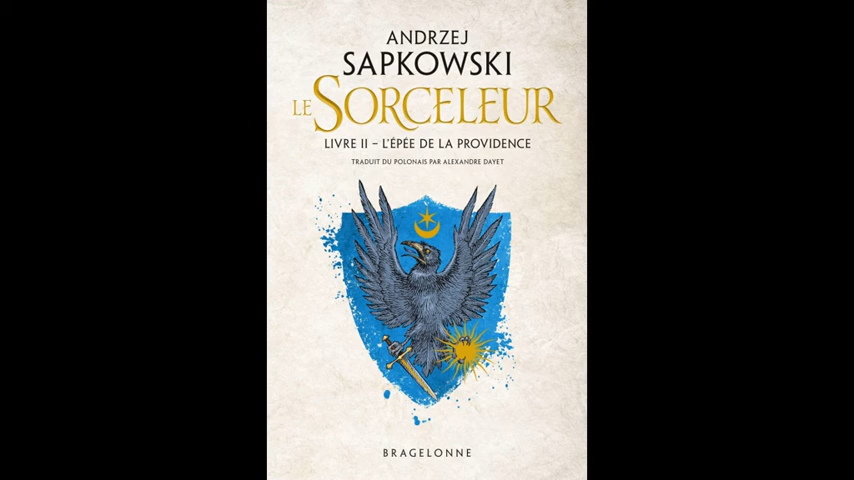 ANDRZEJ
SAPKOWSKI
LE SORCELEUR
LIVRE II – L'ÉPÉE DE LA PROVIDENCE
TRADUIT DU POLONAIS PAR ALEXANDRE DAYET
BRAGELONNE